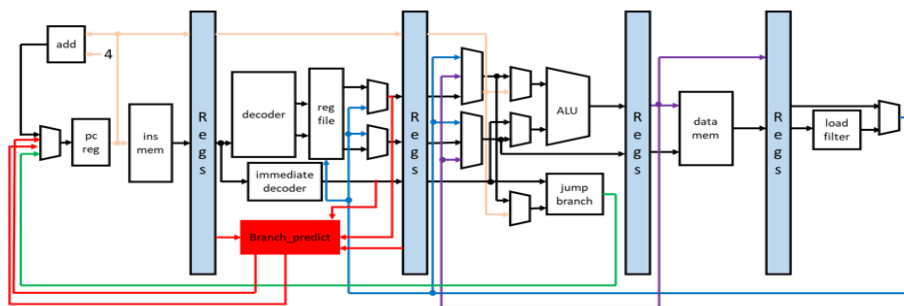 add
4
pc
reg
ins
mem
Regs
decoder
reg
file
immediate
decoder
Branch_predict
Regs
ALU
jump
branch
Regs
data
mem
Regs
load
filter